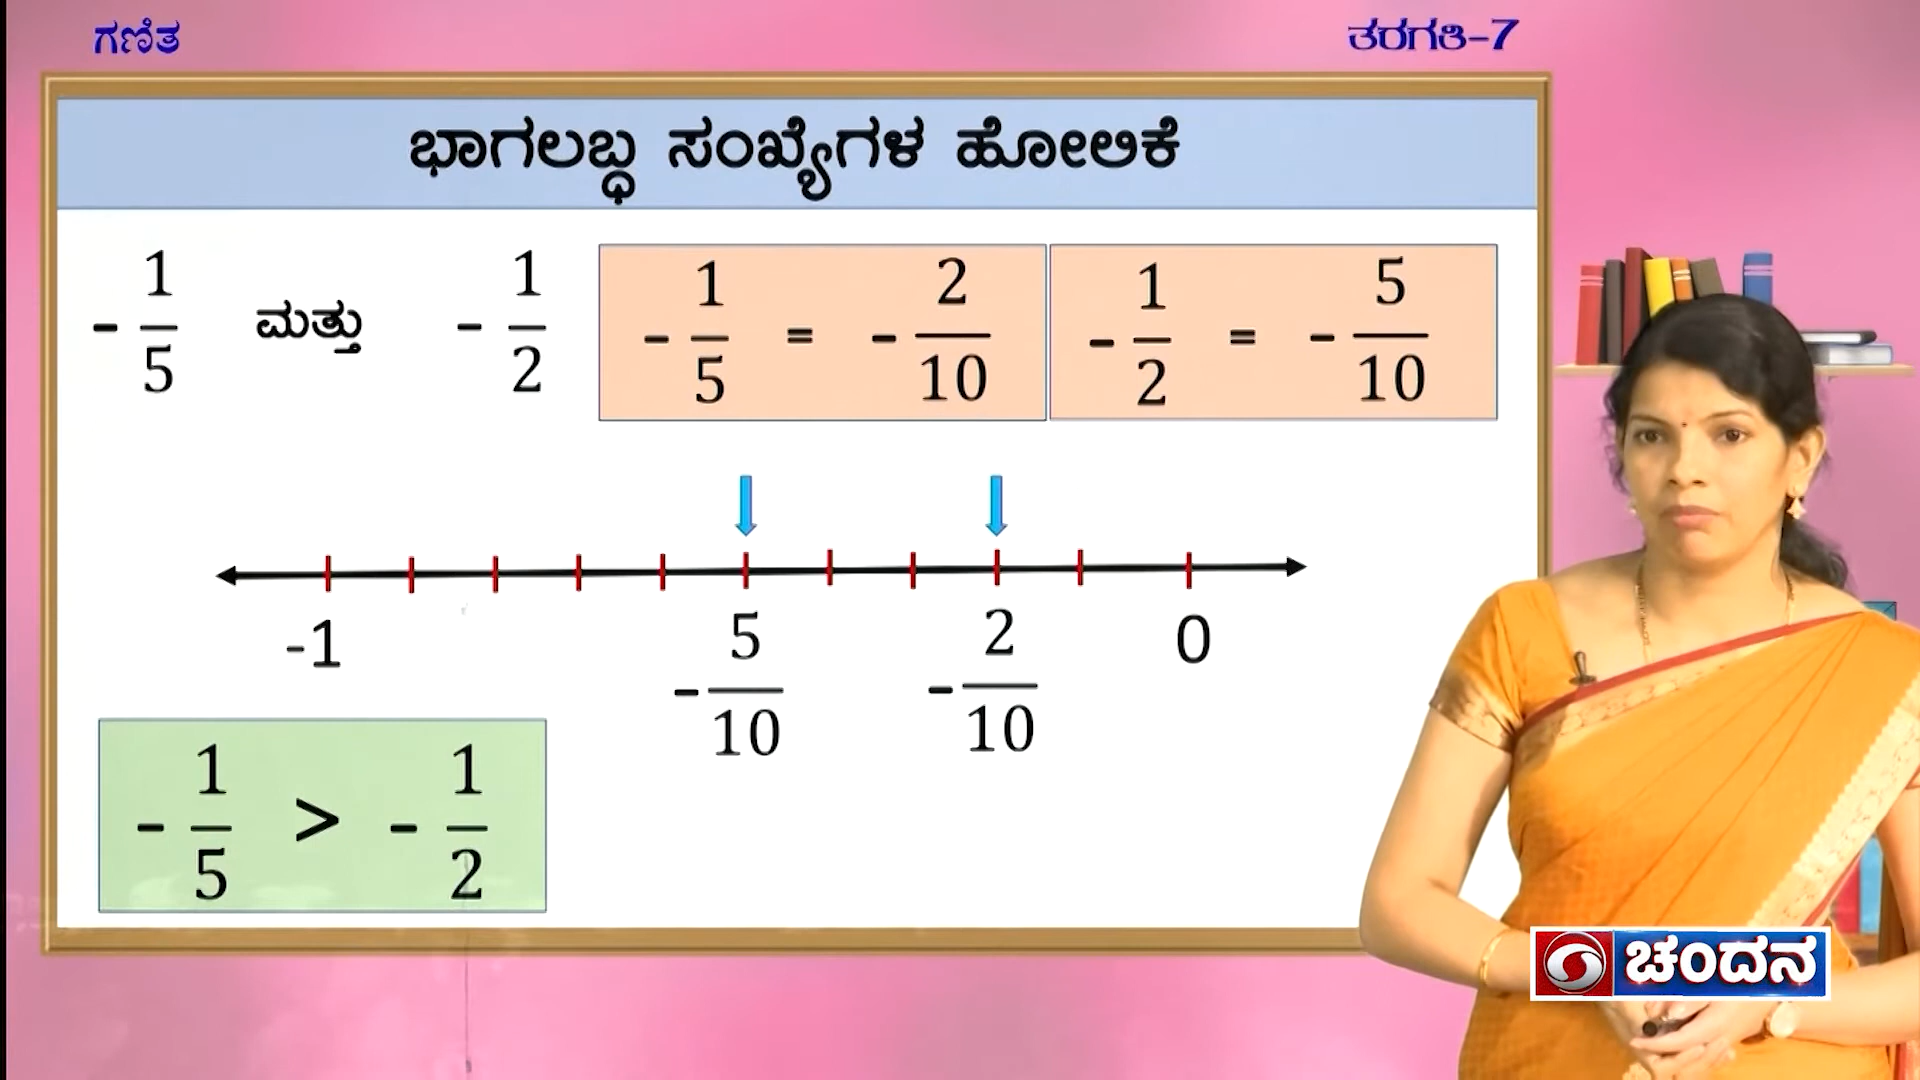 ಗಣಿತ
ತರಗತಿ-7
ಭಾಗಲಬ್ಧ ಸಂಖ್ಯೆಗಳ ಹೋಲಿಕೆ
-1/5 ಮತ್ತು -1/2
-1/5 = -2/10
-1/2 = -5/10
-1 -5/10 -2/10 0
-1/5 > -1/2
ಚಂದನ